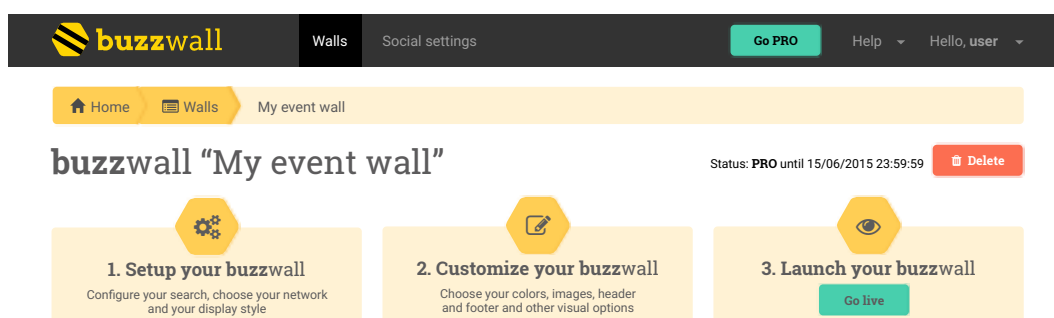 buzzwall Walls Social settings Go PRO Help Hello, user
Home Walls My event wall
buzzwall “My event wall” Status: PRO until 15/06/2015 23:59:59 Delete
1. Setup your buzzwall
Configure your search, choose your network
and your display style
2. Customize your buzzwall
Choose your colors, images, header
and footer and other visual options
3. Launch your buzzwall
Go live